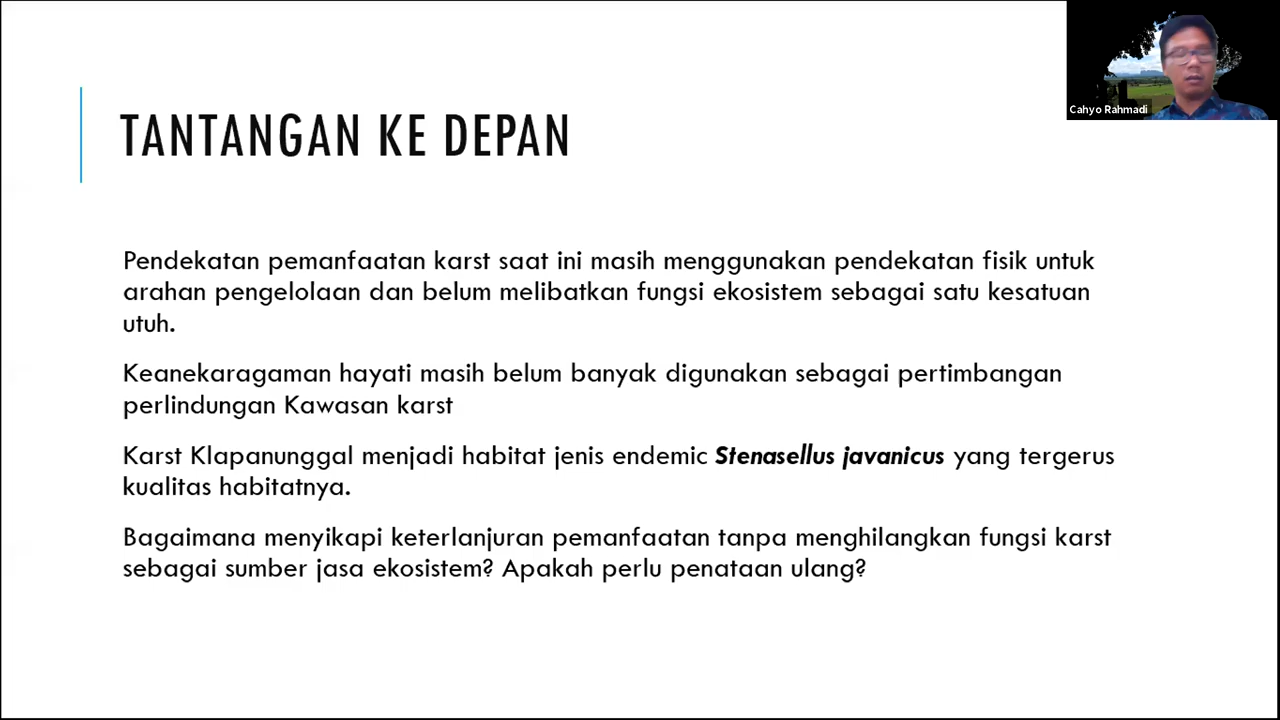 TANTANGAN KE DEPAN
Cahyo Rahmadi
Pendekatan pemanfaatan karst saat ini masih menggunakan pendekatan fisik untuk
arahan pengelolaan dan belum melibatkan fungsi ekosistem sebagai satu kesatuan
utuh.
Keanekaragaman hayati masih belum banyak digunakan sebagai pertimbangan
perlindungan Kawasan karst
Karst Klapanunggal menjadi habitat jenis endemic Stenasellus javanicus yang tergerus
kualitas habitatnya.
Bagaimana menyikapi keterlanjuran pemanfaatan tanpa menghilangkan fungsi karst
sebagai sumber jasa ekosistem? Apakah perlu penataan ulang?